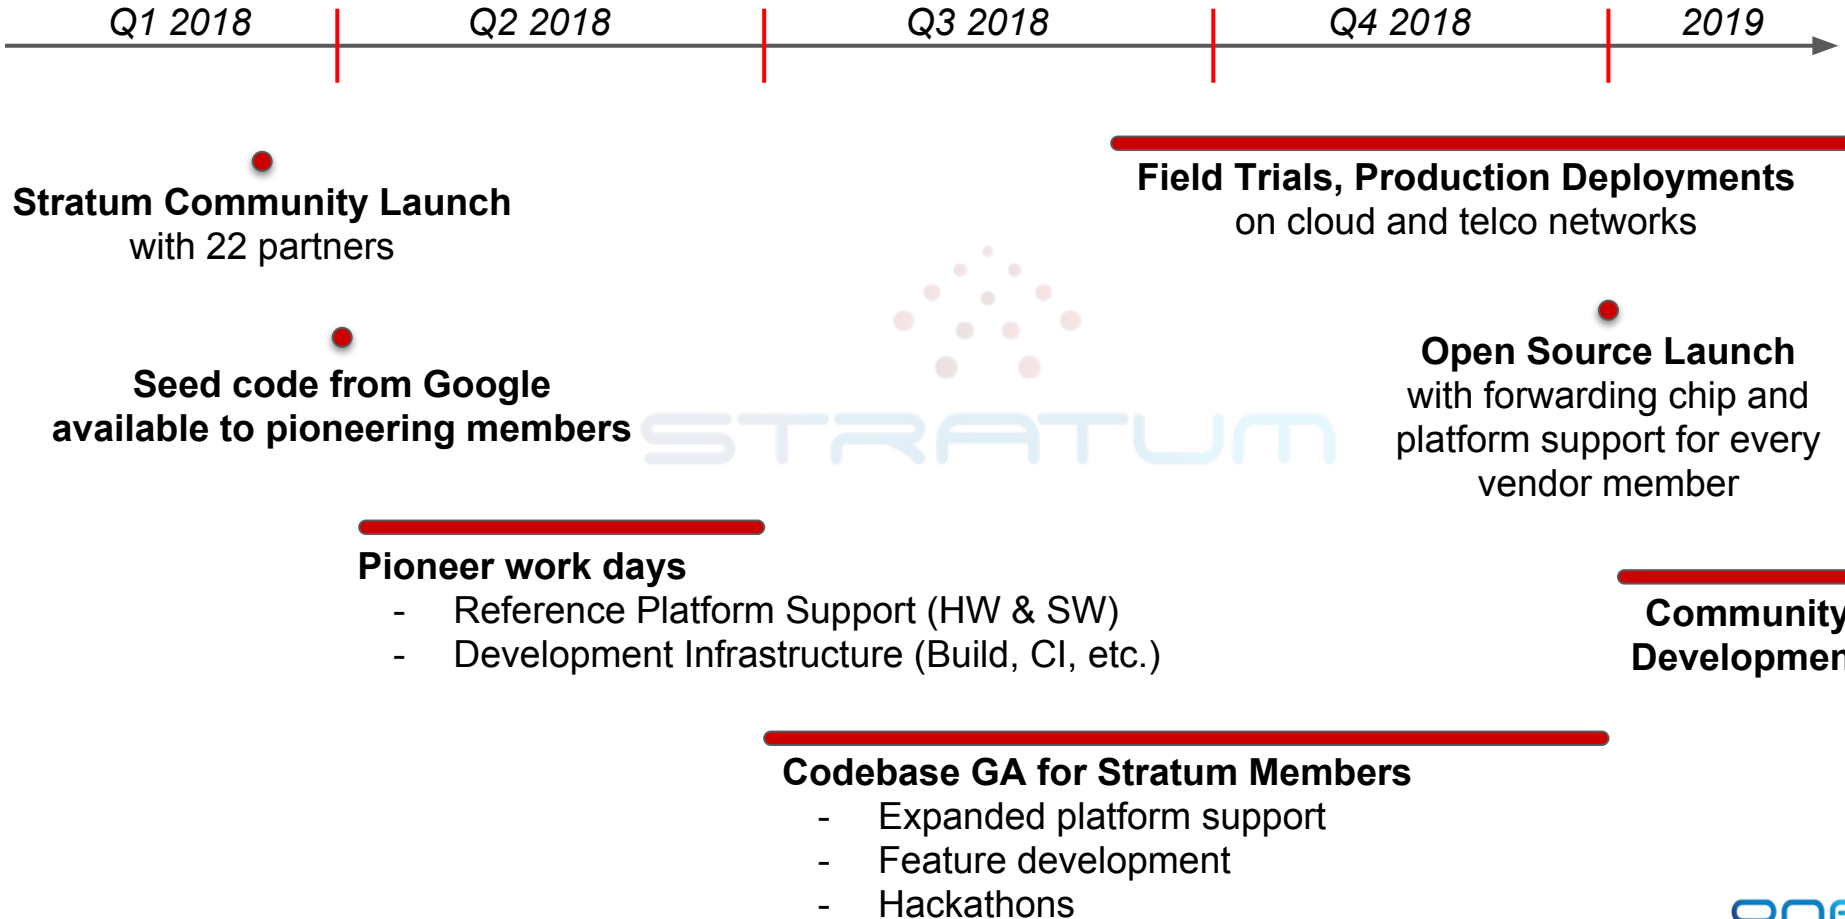 Q1 2018
Q2 2018
Q3 2018
Q4 2018
2019
Stratum Community Launch
with 22 partners
Field Trials, Production Deployments
on cloud and telco networks
Seed code from Google
available to pioneering members
Open Source Launch
with forwarding chip and
platform support for every
vendor member
STRATUM
Pioneer work days
- Reference Platform Support (HW & SW)
- Development Infrastructure (Build, CI, etc.)
Community
Developmen
Codebase GA for Stratum Members
- Expanded platform support
- Feature development
- Hackathons